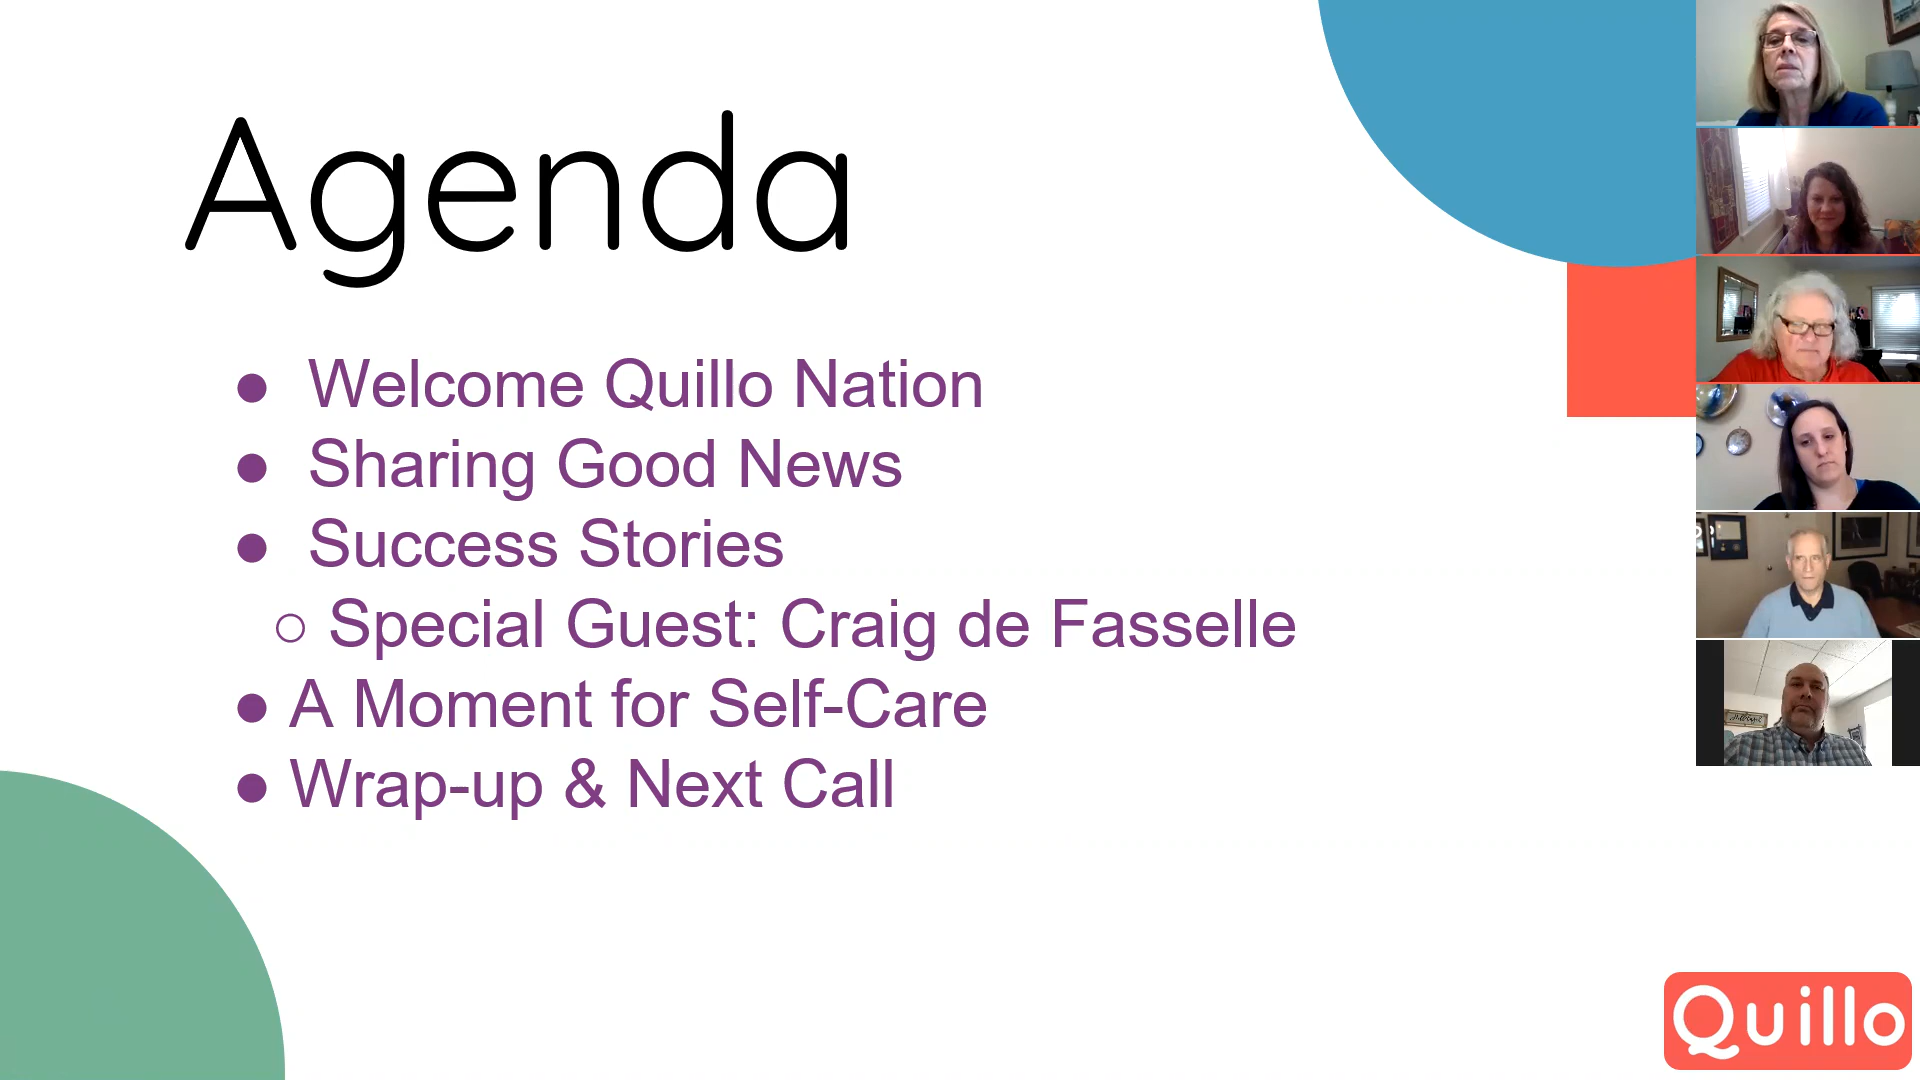 Agenda
● Welcome Quillo Nation
● Sharing Good News
● Success Stories
○ Special Guest: Craig de Fasselle
● A Moment for Self-Care
● Wrap-up & Next Call
Quillo